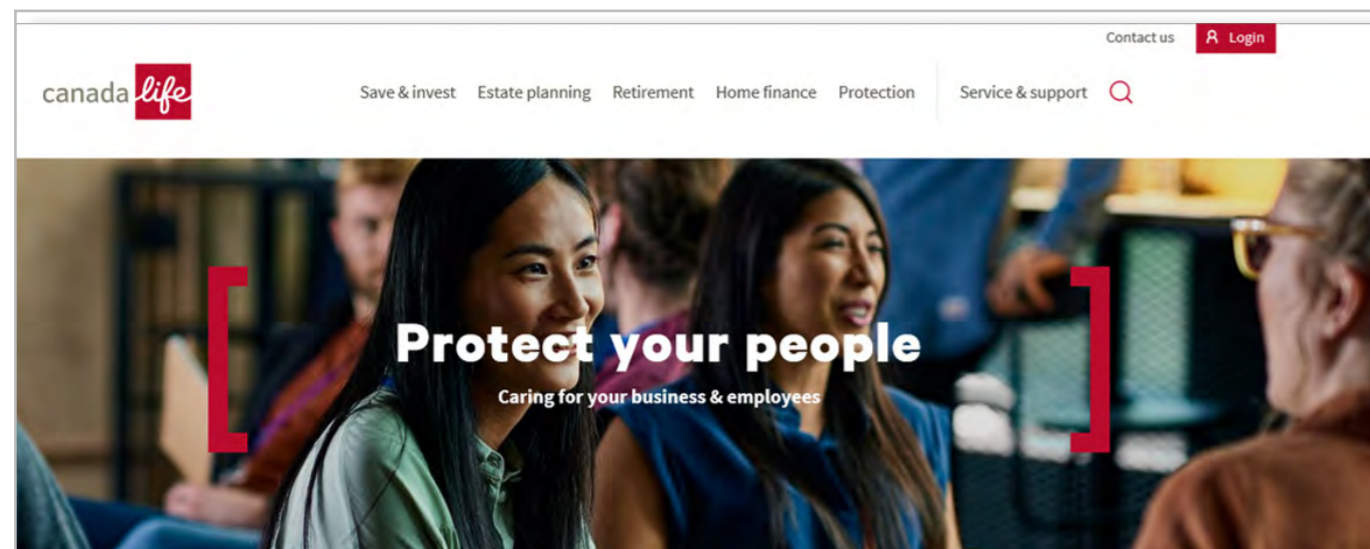 Contact us Login
canada life
Save & invest Estate planning Retirement Home finance Protection Service & support
Protect your people
Caring for your business & employees